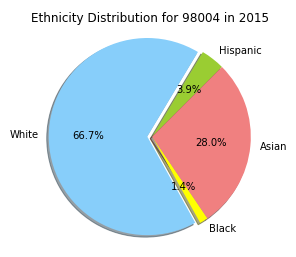 Ethnicity Distribution for 98004 in 2015
Hispanic
3.9%
White
66.7%
28.0%
Asian
1.4%
Black